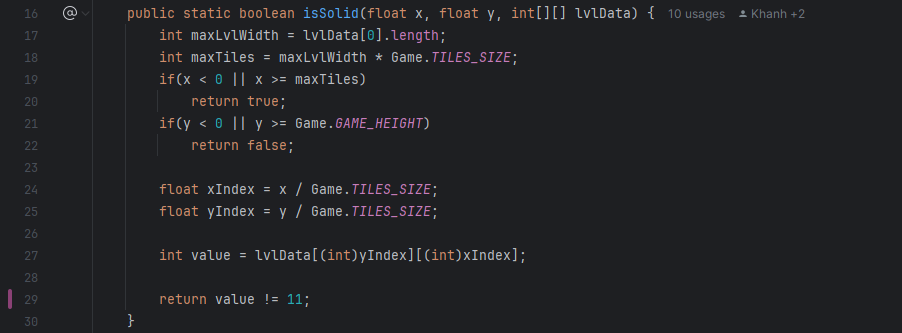 16 @ public static boolean isSolid(float x, float y, int[][] lvlData) { 10 usages Khanh +2
17 int maxLvlWidth = lvlData[0].length;
18 int maxTiles = maxLvlWidth * Game.TILES_SIZE;
19 if(x < 0 || x >= maxTiles)
20 return true;
21 if(y < 0 || y >= Game.GAME_HEIGHT)
22 return false;
23
24 float xIndex = x / Game.TILES_SIZE;
25 float yIndex = y / Game.TILES_SIZE;
26
27 int value = lvlData[(int)yIndex][(int)xIndex];
28
29 return value != 11;
30 }